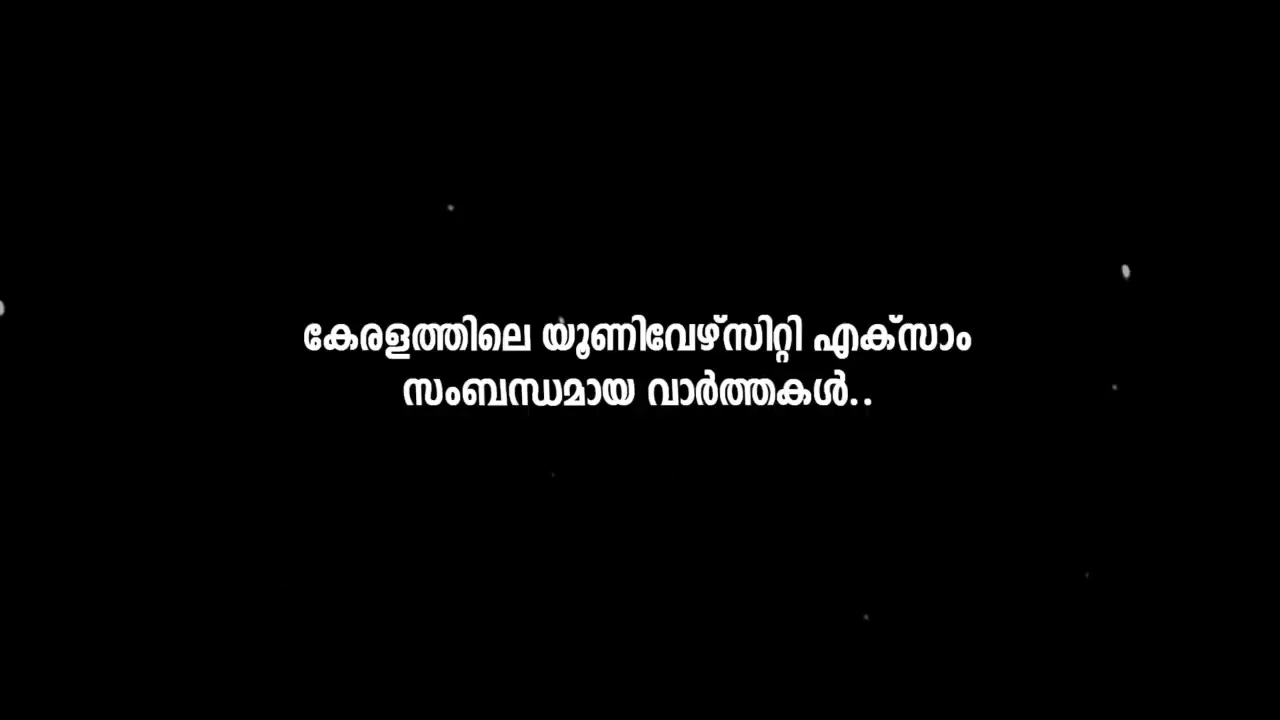 കേരളത്തിലെ യൂണിവേഴ്സിറ്റി എക്സാം
സംബന്ധമായ വാർത്തകൾ..